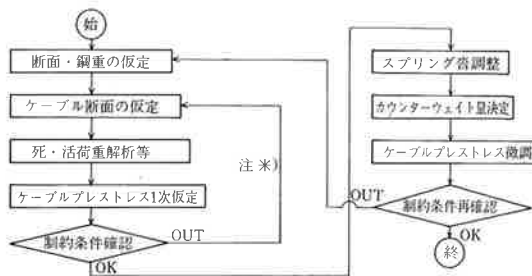 始
断面・鋼重の仮定
ケーブル断面の仮定
死・活荷重解析等
ケーブルプレストレス1次仮定
制約条件確認
OUT
OK
注米)
スプリング沓調整
カウンターウェイト量決定
ケーブルプレストレス微調
制約条件再確認
OUT
OK
終